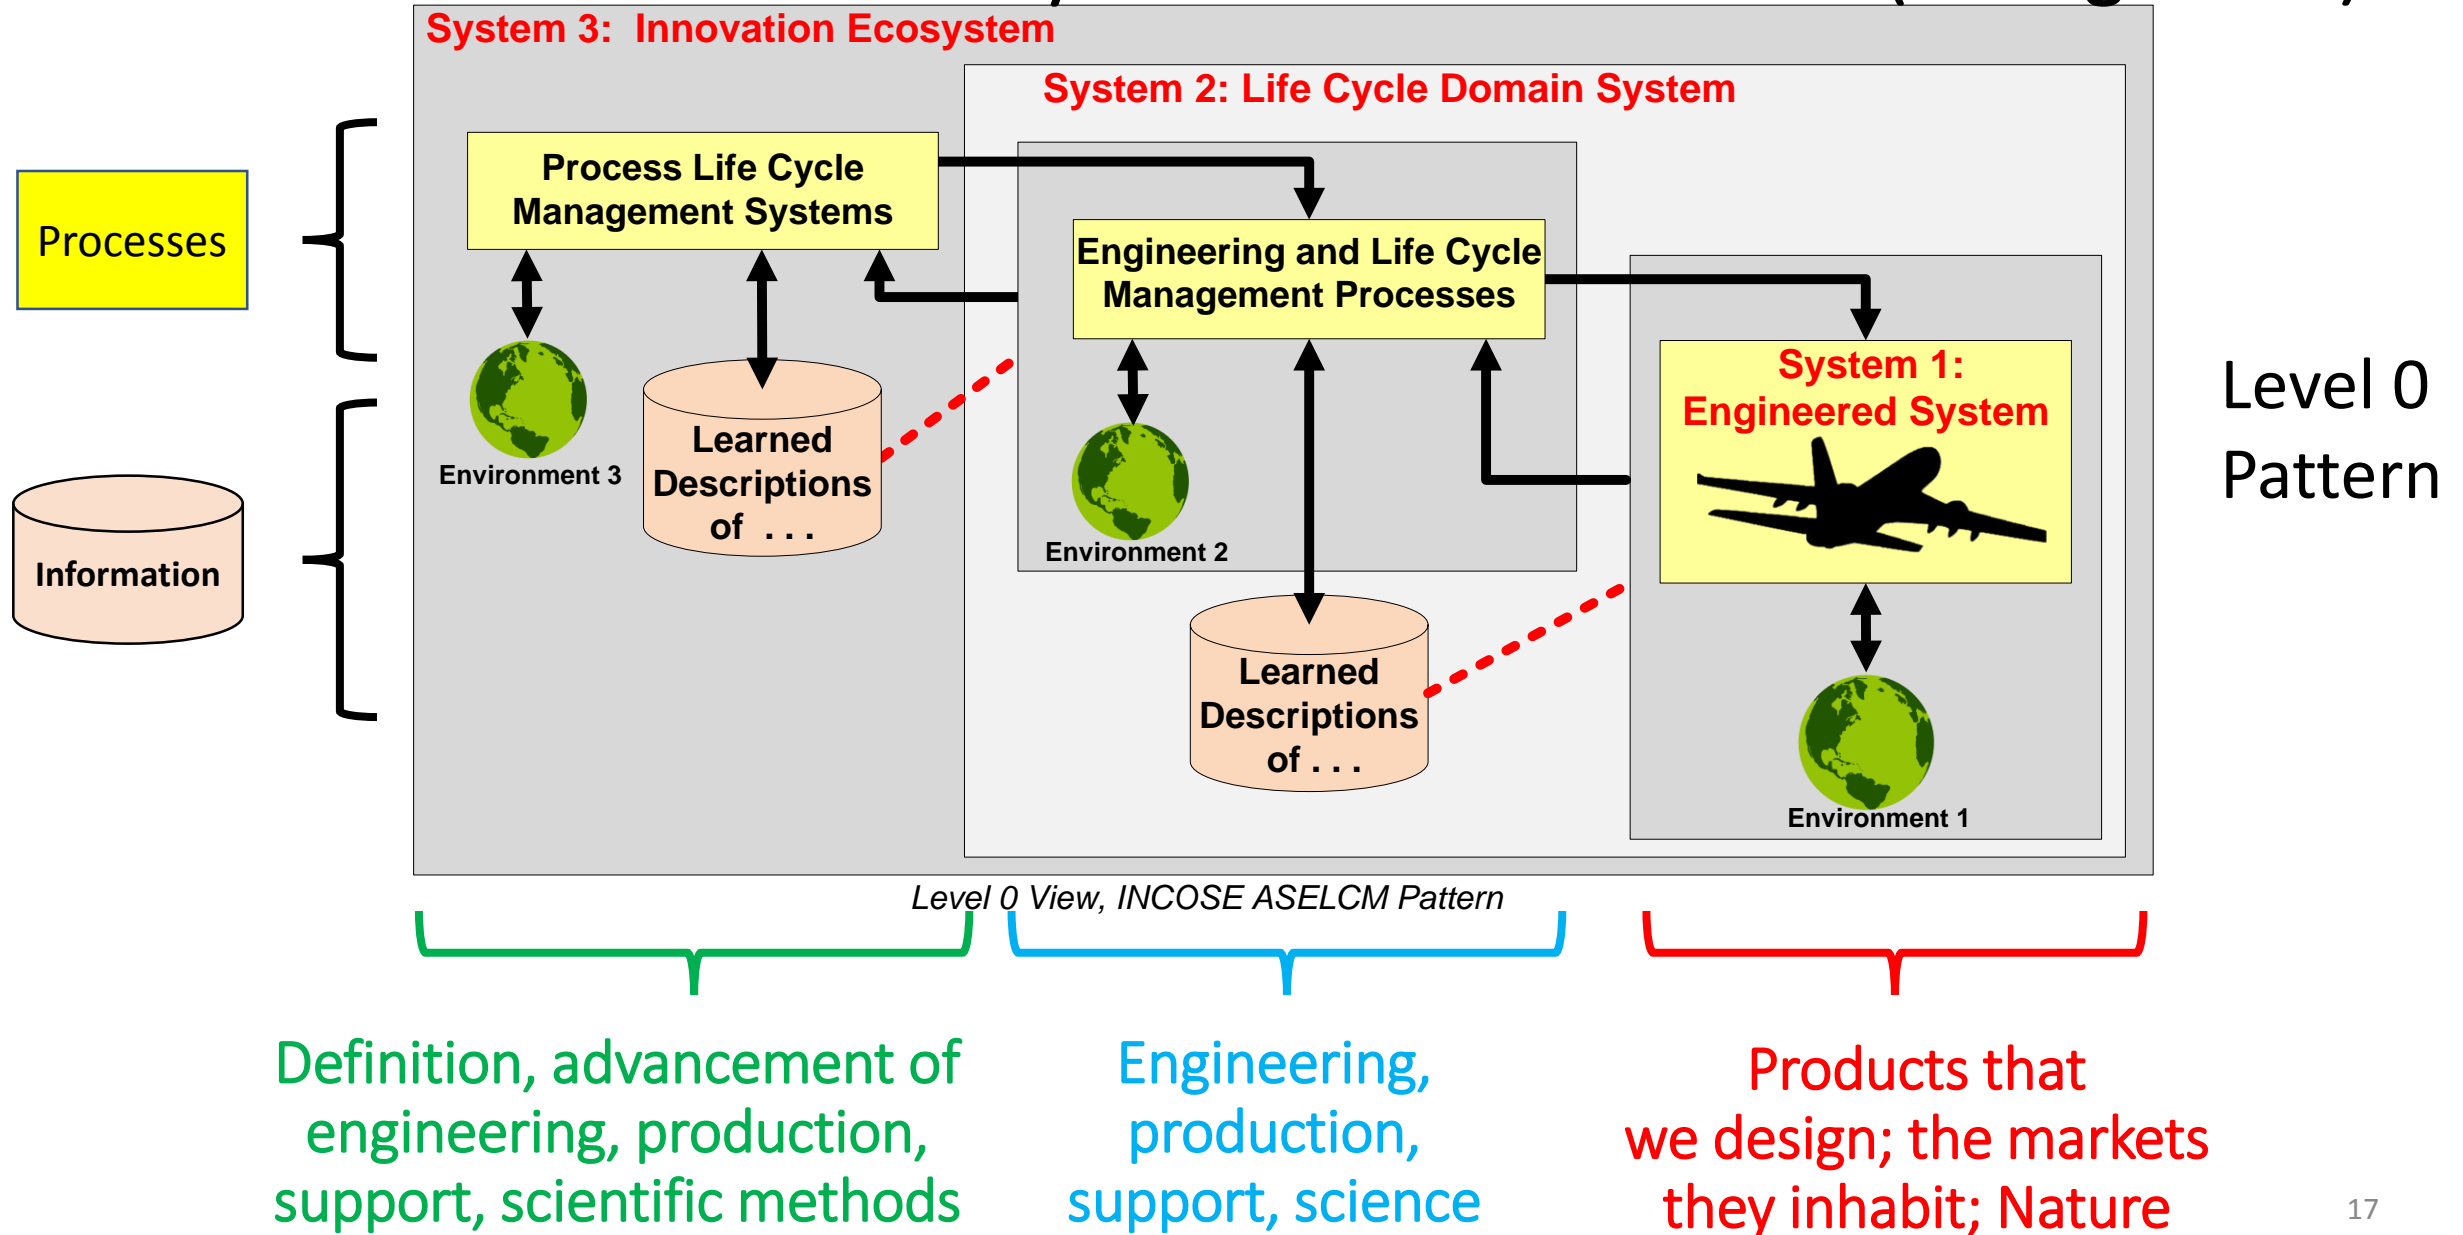 System 3: Innovation Ecosystem
System 2: Life Cycle Domain System
Process Life Cycle
Management Systems
Processes
Engineering and Life Cycle
Management Processes
System 1:
Engineered System
Level 0
Pattern
Learned
Descriptions
of . . .
Environment 3
Environment 2
Information
Learned
Descriptions
of . . .
Environment 1
Level 0 View, INCOSE ASELCM Pattern
Definition, advancement of
engineering, production,
support, scientific methods
Engineering,
production,
support, science
Products that
we design; the markets
they inhabit; Nature
17